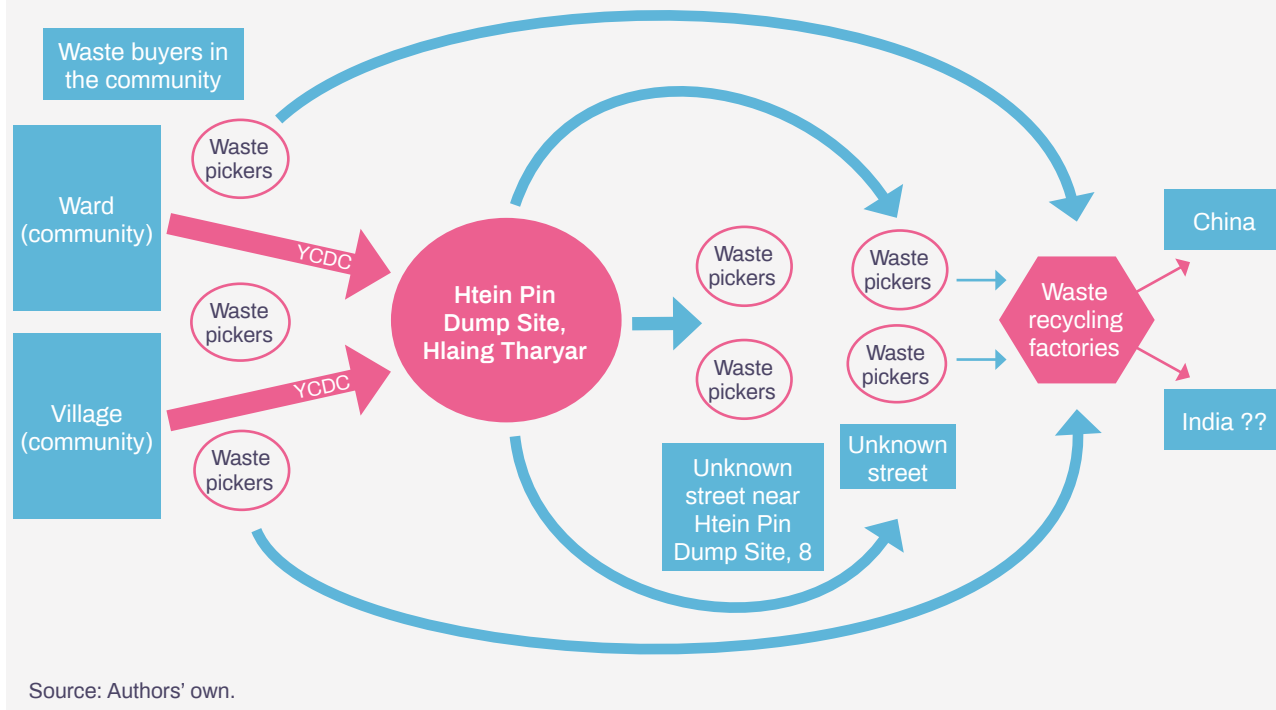 Waste buyers in
the community
Ward
(community)
Village
(community)
Waste
pickers
Waste
pickers
Waste
pickers
YCDC
YCDC
Htein Pin
Dump Site,
Hlaing Tharyar
Waste
pickers
Waste
pickers
Unknown
street near
Htein Pin
Dump Site, 8
Waste
pickers
Waste
pickers
Unknown
street
Waste
recycling
factories
China
India ??
Source: Authors’ own.